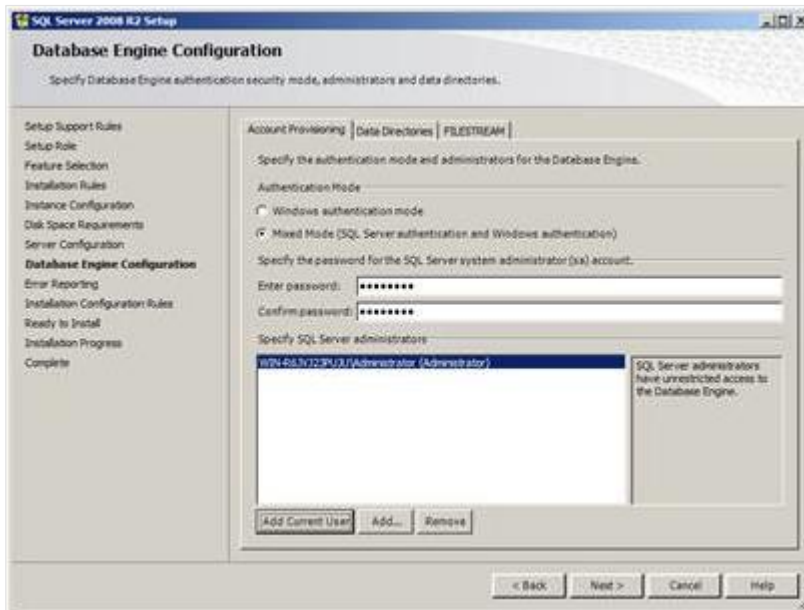 SQL Server 2008 R2 Setup
Database Engine Configuration
Specify Database Engine authentication security mode, administrators and data directories.
Setup Support Rules
Setup Role
Feature Selection
Installation Rules
Instance Configuration
Disk Space Requirements
Server Configuration
Database Engine Configuration
Error Reporting
Installation Configuration Rules
Ready to Install
Installation Progress
Complete
Account Provisioning Data Directories FILESTREAM
Specify the authentication mode and administrators for the Database Engine.
Authentication Mode
Windows authentication mode
Mixed Mode (SQL Server authentication and Windows authentication)
Specify the password for the SQL Server system administrator (sa) account.
Enter password: ••••••••
Confirm password: ••••••••
Specify SQL Server administrators
(Administrator)
SQL Server administrators
have unrestricted access to
the Database Engine.
Add Current User Add... Remove
< Back Next > Cancel Help